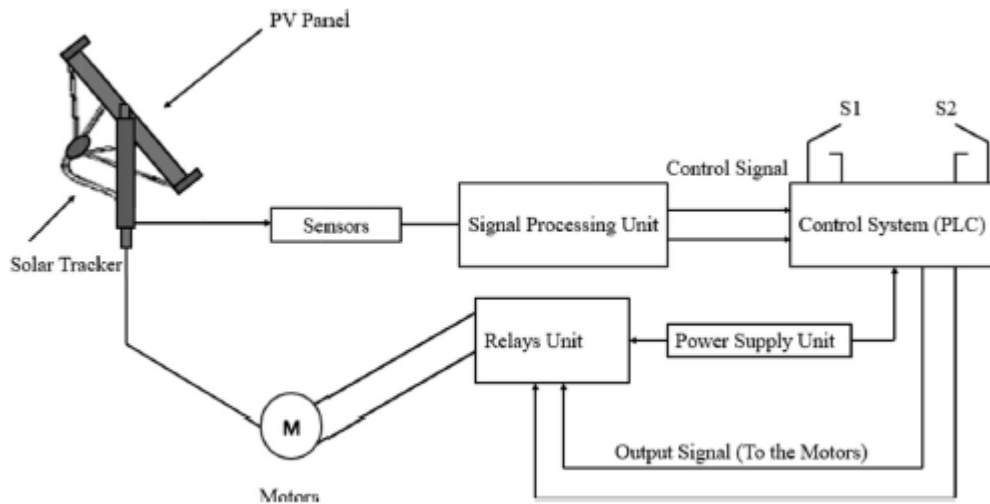 PV Panel
S1
S2
Control Signal
Sensors
Signal Processing Unit
Control System (PLC)
Solar Tracker
Relays Unit
Power Supply Unit
M
Output Signal (To the Motors)
Motors